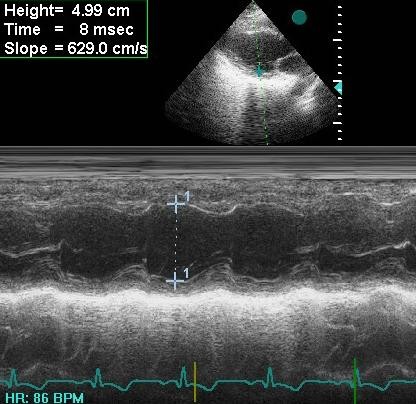 Height= 4.99 cm
Time = 8 msec
Slope = 629.0 cm/s
1
1
HR: 86 BPM